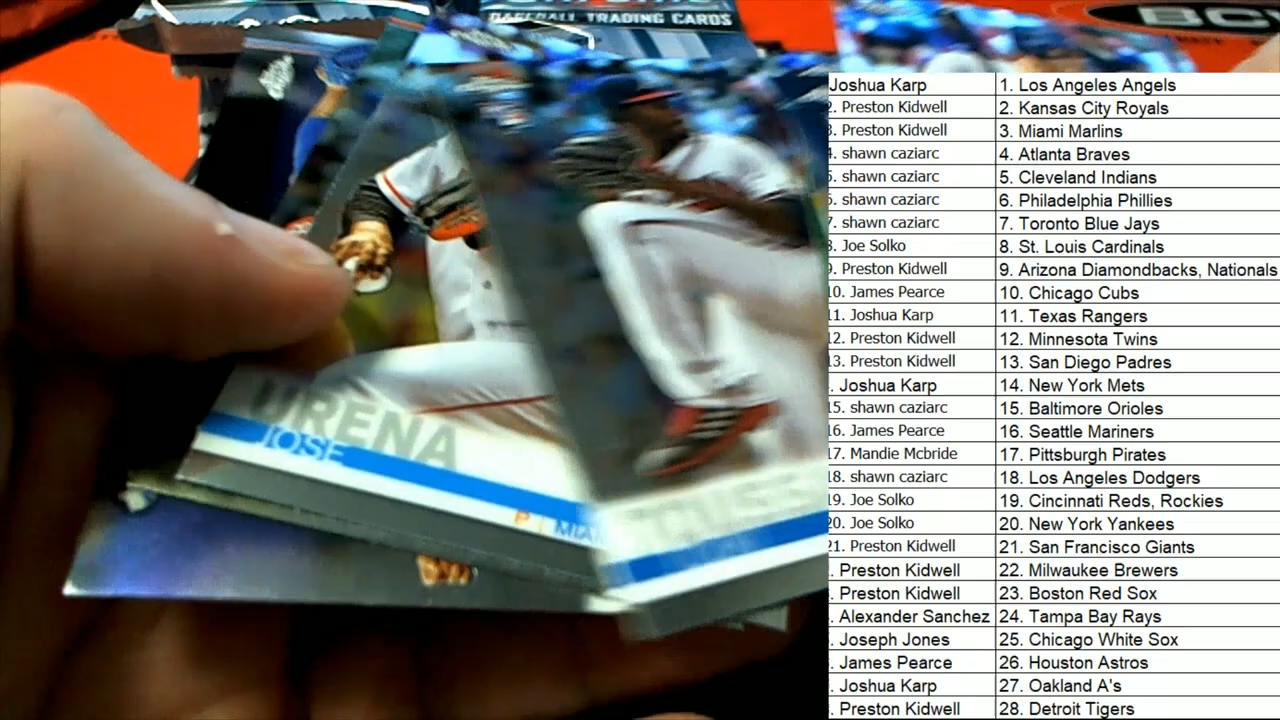 BASEBALL TRADING CARDS
BC
URENA
JOSE
P | MIAM
Joshua Karp 1. Los Angeles Angels
2. Preston Kidwell 2. Kansas City Royals
3. Preston Kidwell 3. Miami Marlins
4. shawn caziarc 4. Atlanta Braves
5. shawn caziarc 5. Cleveland Indians
6. shawn caziarc 6. Philadelphia Phillies
7. shawn caziarc 7. Toronto Blue Jays
8. Joe Solko 8. St. Louis Cardinals
9. Preston Kidwell 9. Arizona Diamondbacks, Nationals
10. James Pearce 10. Chicago Cubs
11. Joshua Karp 11. Texas Rangers
12. Preston Kidwell 12. Minnesota Twins
13. Preston Kidwell 13. San Diego Padres
. Joshua Karp 14. New York Mets
15. shawn caziarc 15. Baltimore Orioles
16. James Pearce 16. Seattle Mariners
17. Mandie Mcbride 17. Pittsburgh Pirates
18. shawn caziarc 18. Los Angeles Dodgers
19. Joe Solko 19. Cincinnati Reds, Rockies
20. Joe Solko 20. New York Yankees
21. Preston Kidwell 21. San Francisco Giants
. Preston Kidwell 22. Milwaukee Brewers
. Preston Kidwell 23. Boston Red Sox
. Alexander Sanchez 24. Tampa Bay Rays
. Joseph Jones 25. Chicago White Sox
. James Pearce 26. Houston Astros
. Joshua Karp 27. Oakland A's
. Preston Kidwell 28. Detroit Tigers